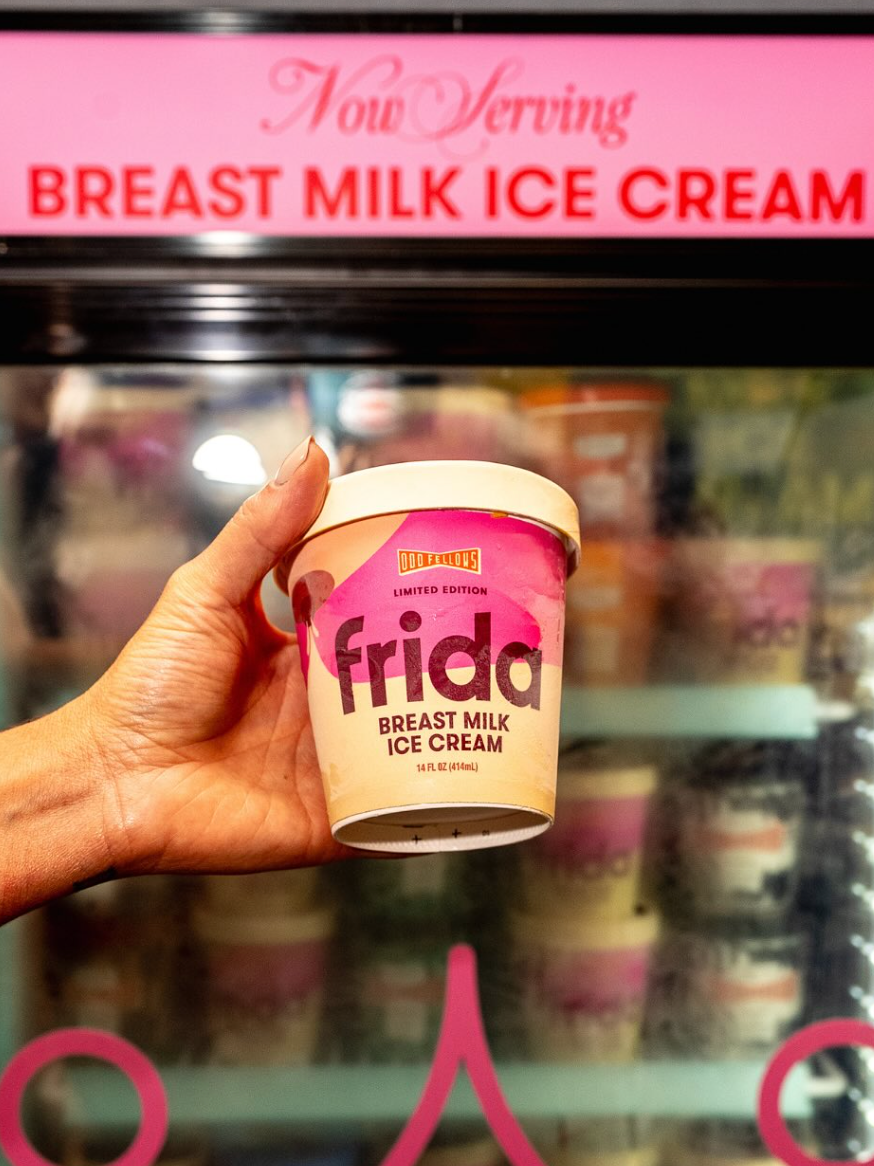 Now Serving
BREAST MILK ICE CREAM
ODD FELLOWS
LIMITED EDITION
frida
BREAST MILK
ICE CREAM
14 FL OZ (414mL)